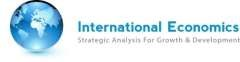 International Economics
Strategic Analysis For Growth & Development